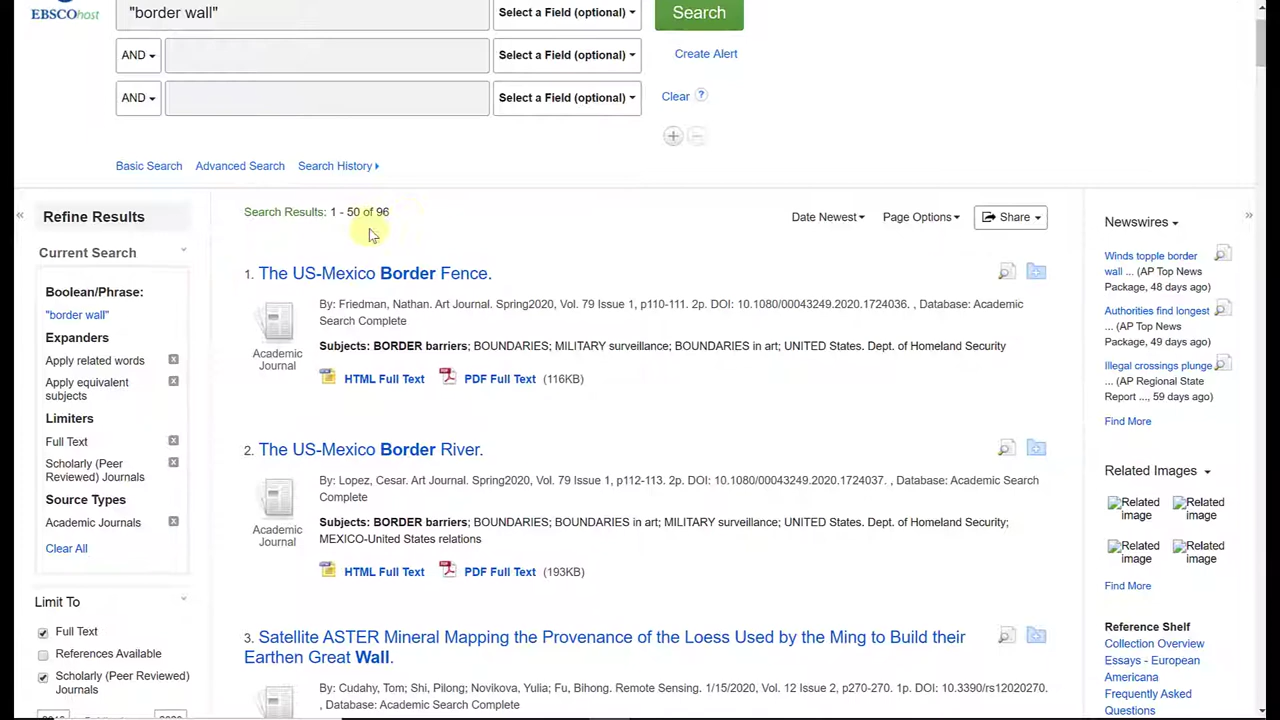 EBSCOhost
"border wall"
Select a Field (optional)
Search
AND
Select a Field (optional)
Create Alert
AND
Select a Field (optional)
Clear ?
Basic Search Advanced Search Search History
Refine Results
Current Search
Boolean/Phrase:
"border wall"
Expanders
Apply related words
Apply equivalent
subjects
Limiters
Full Text
Scholarly (Peer
Reviewed) Journals
Source Types
Academic Journals
Clear All
Limit To
Full Text
References Available
Scholarly (Peer Reviewed)
Journals
Search Results: 1 - 50 of 96
Date Newest Page Options Share
1. The US-Mexico Border Fence.
By: Friedman, Nathan. Art Journal. Spring2020, Vol. 79 Issue 1, p110-111. 2p. DOI: 10.1080/00043249.2020.1724036. , Database: Academic
Search Complete
Academic
Journal
Subjects: BORDER barriers; BOUNDARIES; MILITARY surveillance; BOUNDARIES in art; UNITED States. Dept. of Homeland Security
HTML Full Text PDF Full Text (116KB)
2. The US-Mexico Border River.
By: Lopez, Cesar. Art Journal. Spring2020, Vol. 79 Issue 1, p112-113. 2p. DOI: 10.1080/00043249.2020.1724037. , Database: Academic Search
Complete
Academic
Journal
Subjects: BORDER barriers; BOUNDARIES; BOUNDARIES in art; MILITARY surveillance; UNITED States. Dept. of Homeland Security;
MEXICO-United States relations
HTML Full Text PDF Full Text (193KB)
3. Satellite ASTER Mineral Mapping the Provenance of the Loess Used by the Ming to Build their
Earthen Great Wall.
By: Cudahy, Tom; Shi, Pilong; Novikova, Yulia; Fu, Bihong. Remote Sensing. 1/15/2020, Vol. 12 Issue 2, p270-270. 1p. DOI: 10.3390/rs12020270.
, Database: Academic Search Complete
Newswires
Winds topple border
wall ... (AP Top News
Package, 48 days ago)
Authorities find longest
... (AP Top News
Package, 49 days ago)
Illegal crossings plunge
... (AP Regional State
Report ..., 59 days ago)
Find More
Related Images
Related
image
Related
image
Related
image
Related
image
Find More
Reference Shelf
Collection Overview
Essays - European
Americana
Frequently Asked
Questions